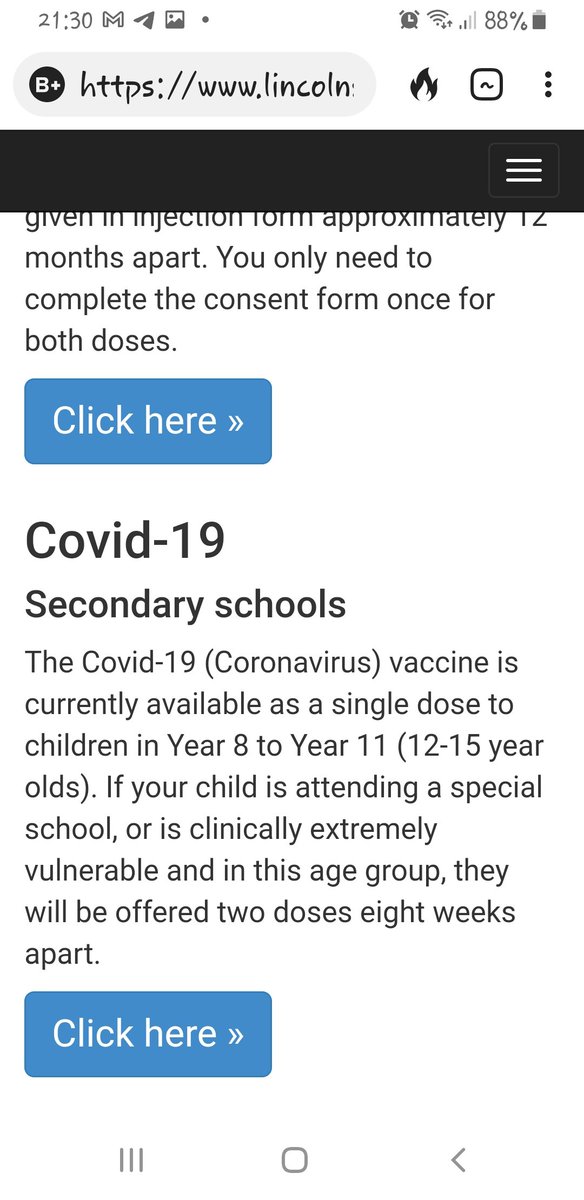 21:30 88%
B+ https://www.lincoln
given in injection form approximately 12
months apart. You only need to
complete the consent form once for
both doses.
Click here »
Covid-19
Secondary schools
The Covid-19 (Coronavirus) vaccine is
currently available as a single dose to
children in Year 8 to Year 11 (12-15 year
olds). If your child is attending a special
school, or is clinically extremely
vulnerable and in this age group, they
will be offered two doses eight weeks
apart.
Click here »